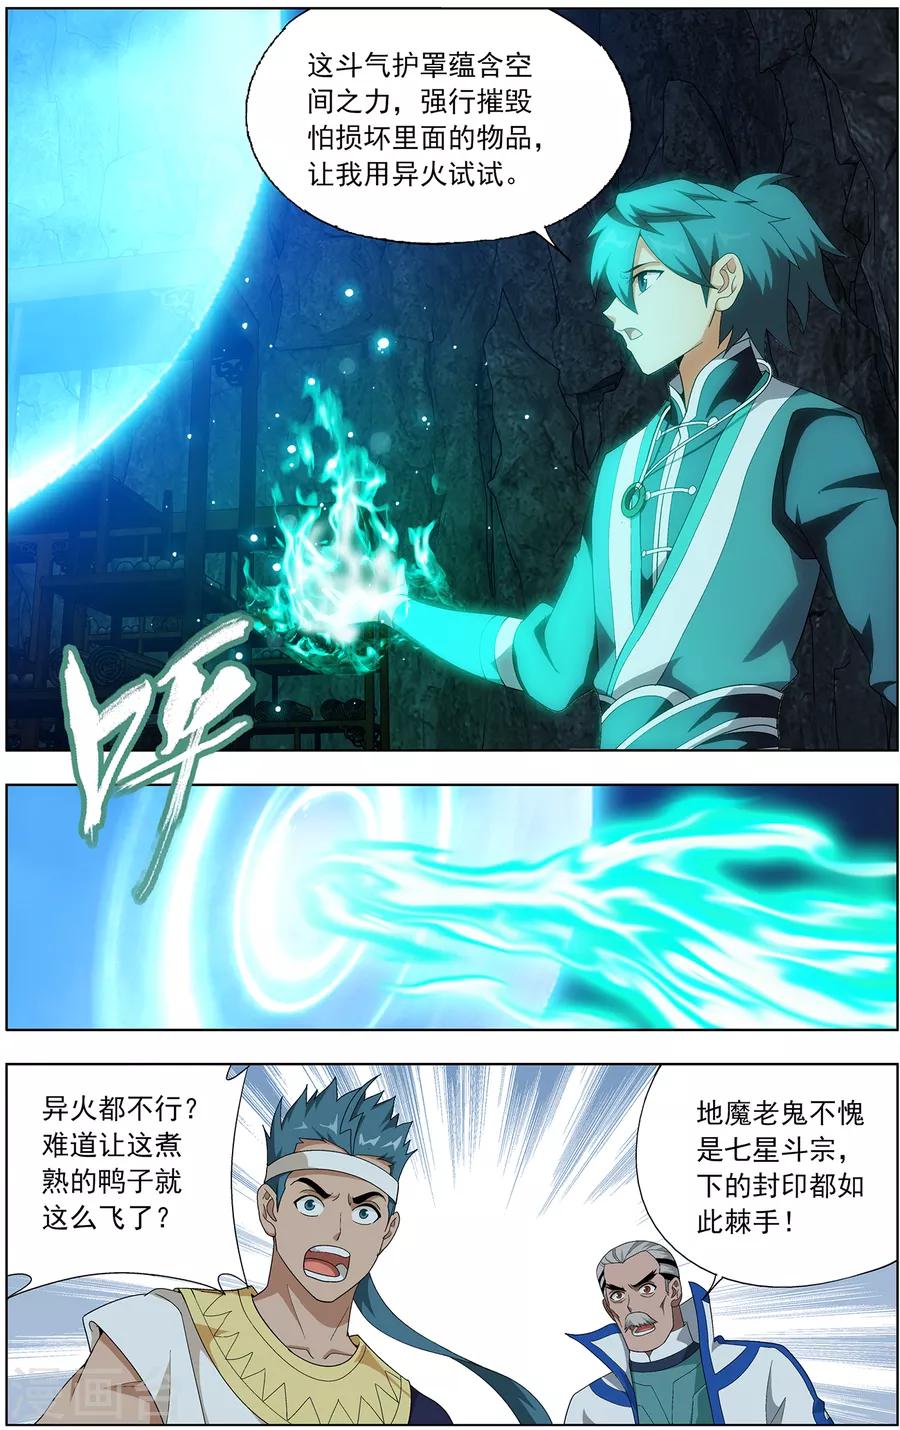 这斗气护罩蕴含空
间之力，强行摧毁
怕损坏里面的物品，
让我用异火试试。
呼
异火都不行？
难道让这煮
熟的鸭子就
这么飞了？
地魔老鬼不愧
是七星斗宗，
下的封印都如
此棘手！
漫画台